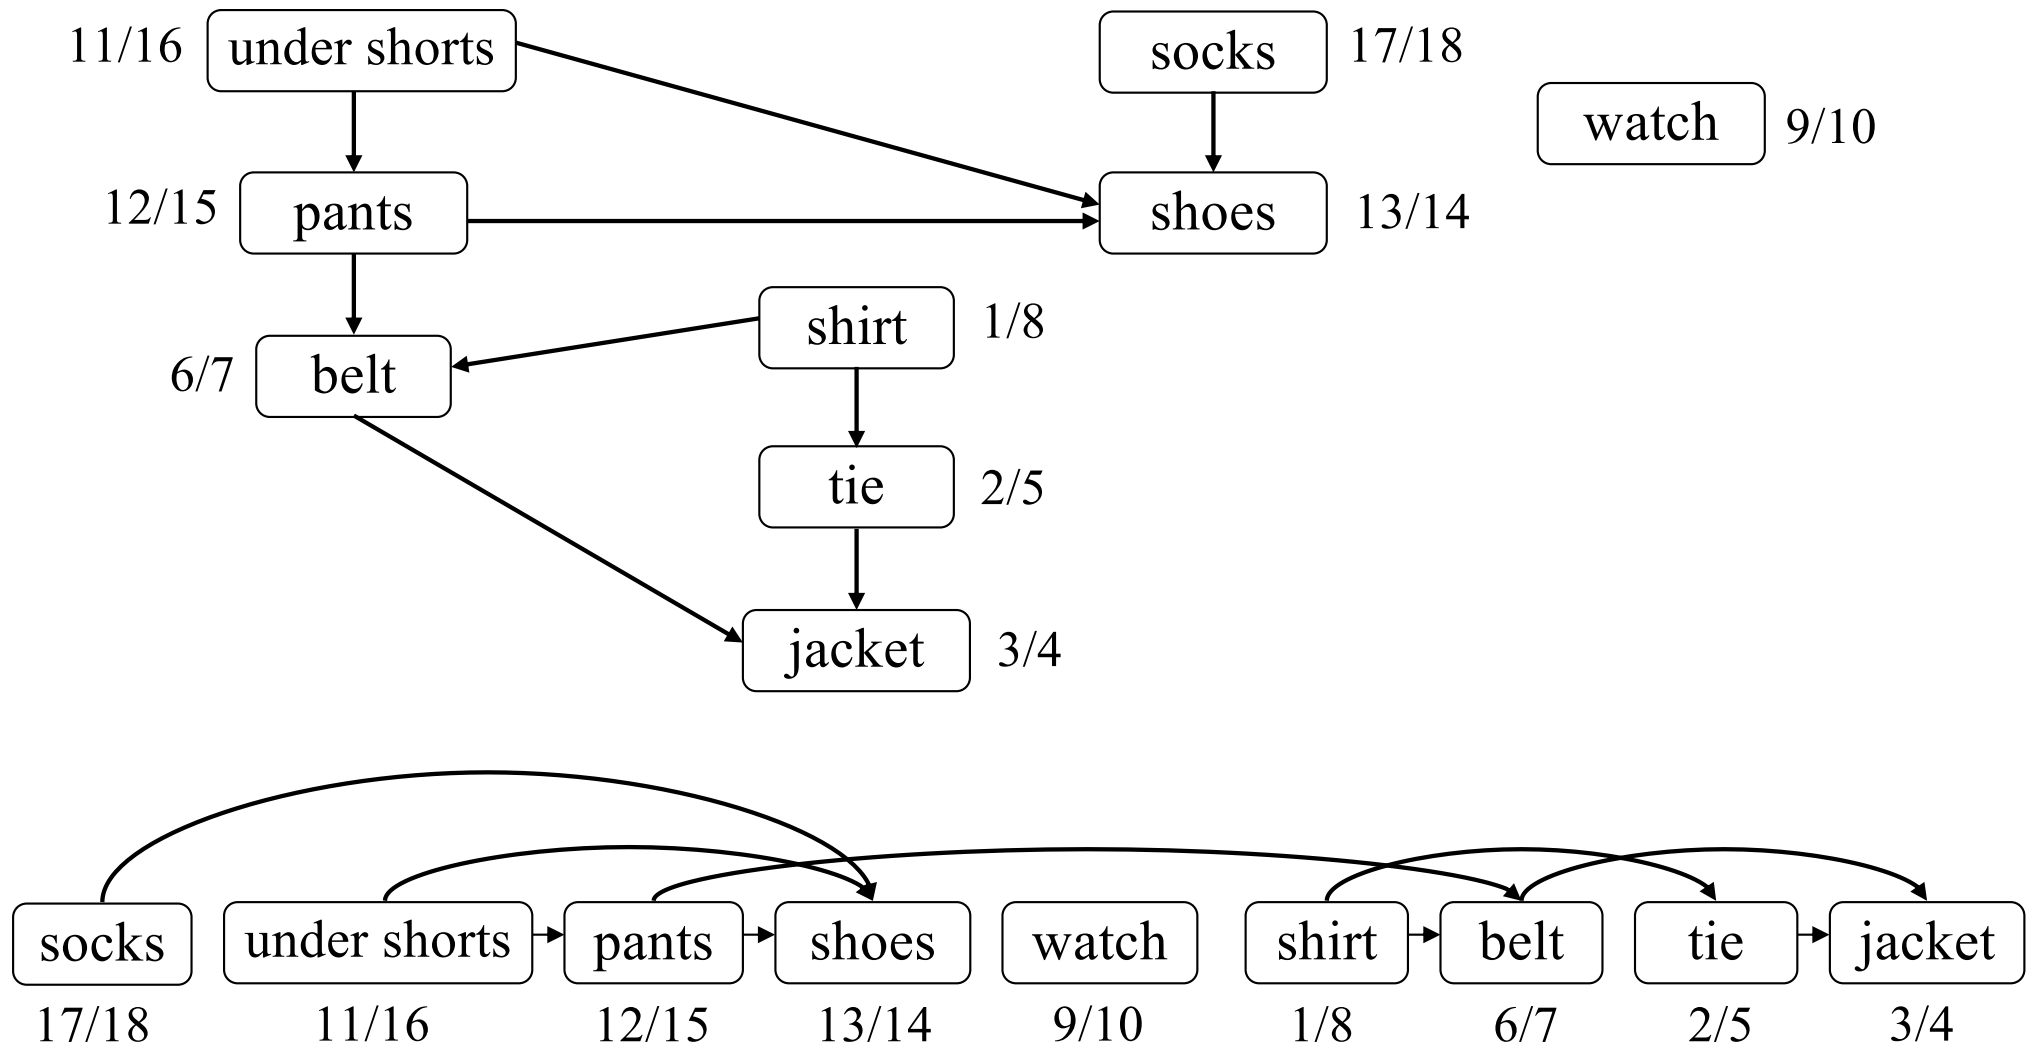 11/16 under shorts socks 17/18
watch 9/10
12/15 pants shoes 13/14
shirt 1/8
6/7 belt
tie 2/5
jacket 3/4
socks under shorts pants shoes watch shirt belt tie jacket
17/18 11/16 12/15 13/14 9/10 1/8 6/7 2/5 3/4